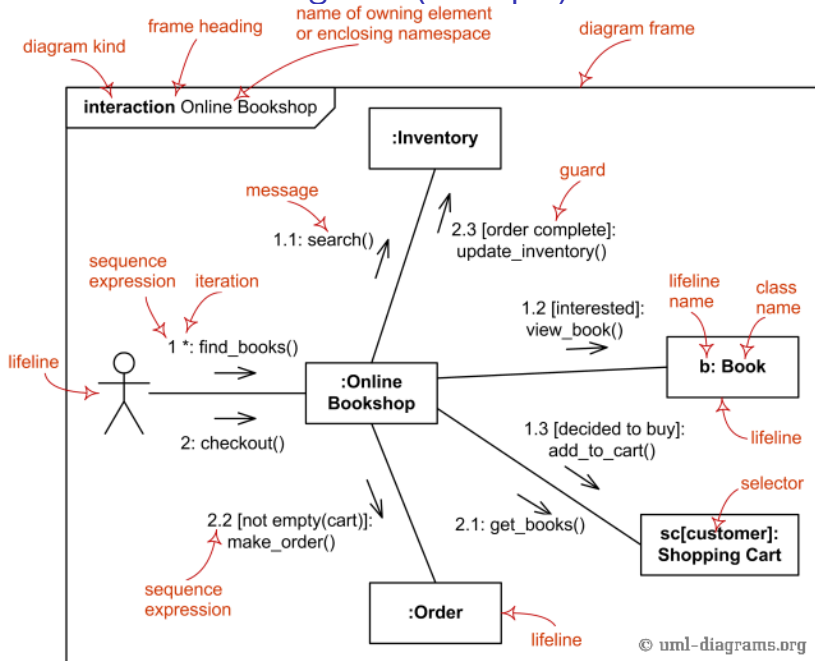 name of owning element
or enclosing namespace
frame heading
diagram frame
diagram kind
interaction Online Bookshop
:Inventory
guard
message
1.1: search()
2.3 [order complete]:
update_inventory()
sequence
expression
iteration
lifeline
name
class
name
1.2 [interested]:
view_book()
1 *: find_books()
lifeline
:Online
Bookshop
b: Book
2: checkout()
1.3 [decided to buy]:
add_to_cart()
lifeline
selector
2.2 [not empty(cart)]:
make_order()
2.1: get_books()
sc[customer]:
Shopping Cart
sequence
expression
:Order
lifeline
© uml-diagrams.org